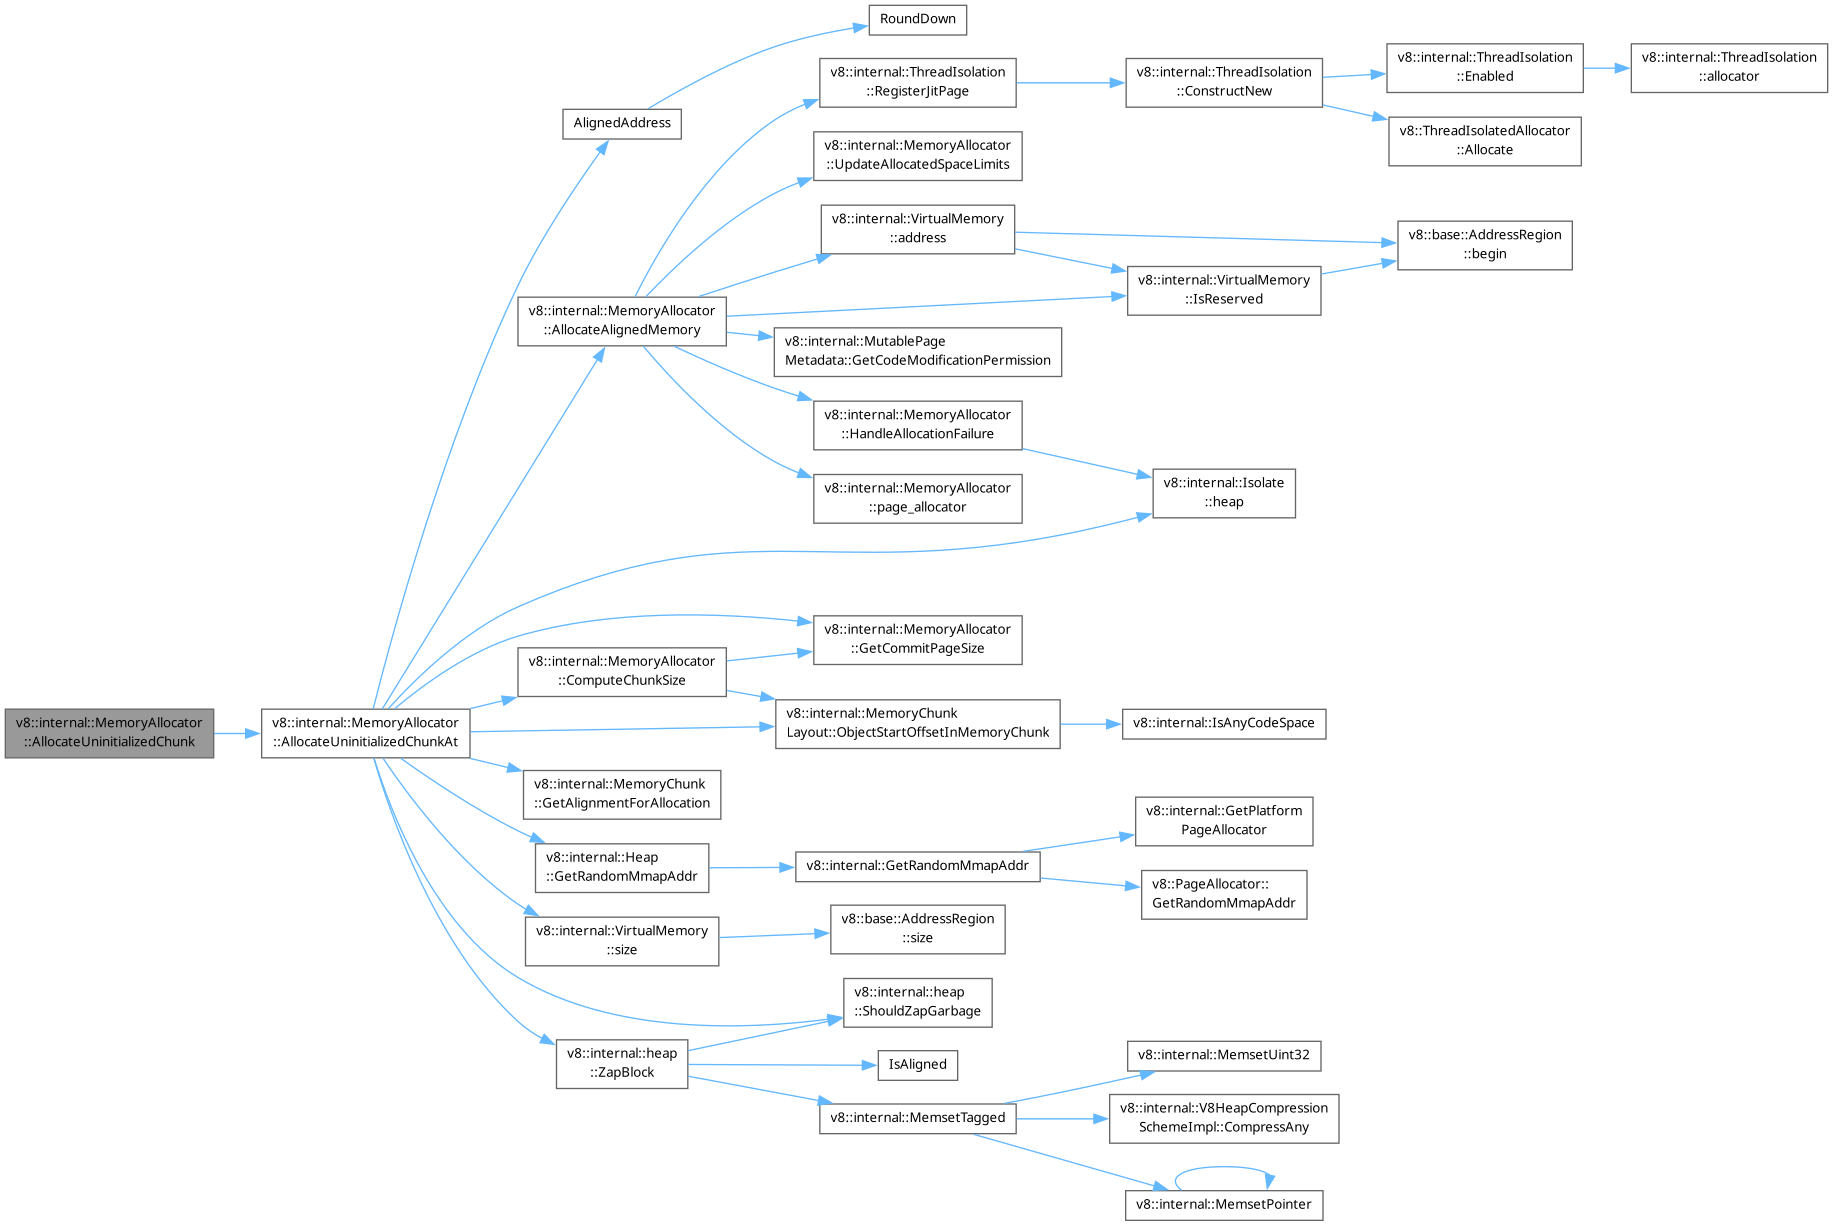 RoundDown
v8::internal::ThreadIsolation
::RegisterJitPage
v8::internal::ThreadIsolation
::ConstructNew
v8::internal::ThreadIsolation
::Enabled
v8::internal::ThreadIsolation
::allocator
AlignedAddress
v8::ThreadIsolatedAllocator
::Allocate
v8::internal::MemoryAllocator
::UpdateAllocatedSpaceLimits
v8::internal::VirtualMemory
::address
v8::base::AddressRegion
::begin
v8::internal::VirtualMemory
::IsReserved
v8::internal::MemoryAllocator
::AllocateAlignedMemory
v8::internal::MutablePage
Metadata::GetCodeModificationPermission
v8::internal::MemoryAllocator
::HandleAllocationFailure
v8::internal::Isolate
::heap
v8::internal::MemoryAllocator
::page_allocator
v8::internal::MemoryAllocator
::GetCommitPageSize
v8::internal::MemoryAllocator
::ComputeChunkSize
v8::internal::MemoryAllocator
::AllocateUninitializedChunk
v8::internal::MemoryAllocator
::AllocateUninitializedChunkAt
v8::internal::MemoryChunk
Layout::ObjectStartOffsetInMemoryChunk
v8::internal::IsAnyCodeSpace
v8::internal::MemoryChunk
::GetAlignmentForAllocation
v8::internal::GetPlatform
PageAllocator
v8::internal::Heap
::GetRandomMmapAddr
v8::internal::GetRandomMmapAddr
v8::PageAllocator::
GetRandomMmapAddr
v8::internal::VirtualMemory
::size
v8::base::AddressRegion
::size
v8::internal::heap
::ShouldZapGarbage
v8::internal::heap
::ZapBlock
IsAligned
v8::internal::MemsetUint32
v8::internal::MemsetTagged
v8::internal::V8HeapCompression
SchemeImpl::CompressAny
v8::internal::MemsetPointer